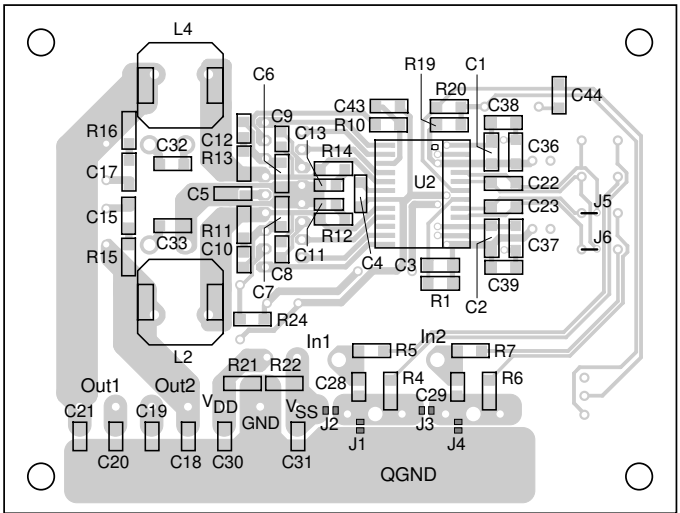 L4
R19
C1
C6
C43
R20
C44
C9
C38
R16
C12
C13
R10
C32
C36
R13
R14
C17
U2
C22
C5
C15
C23
J5
R11
R12
C33
C37
J6
R15
C10
C11
C4
C3
C8
C39
C7
R1
C2
L2
R24
In1
In2
R5
R7
R21
R22
C28
R4
C29
R6
Out1
Out2
VDD
VSS
C21
C19
GND
J2
J3
J1
J4
C20
C18
C30
C31
QGND